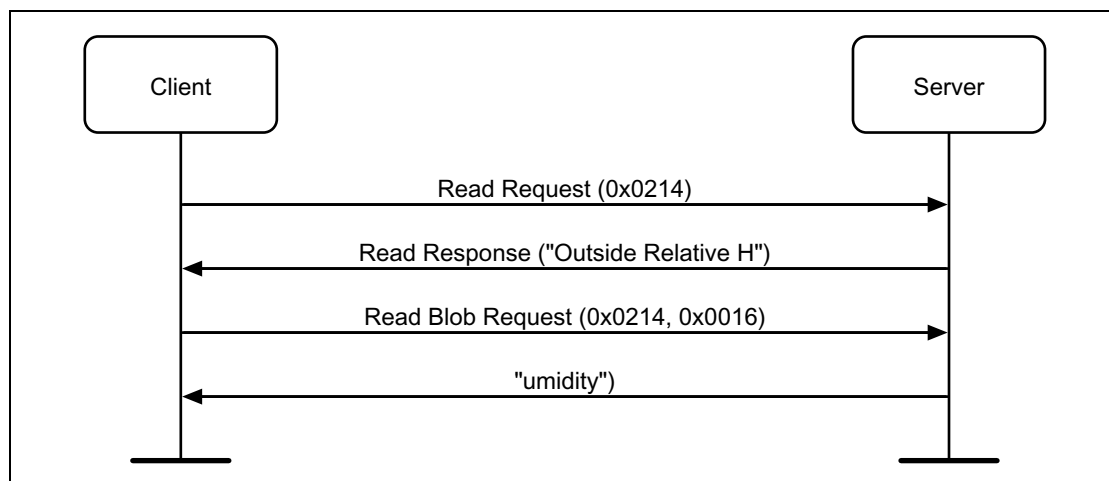 Client
Server
Read Request (0x0214)
Read Response ("Outside Relative H")
Read Blob Request (0x0214, 0x0016)
"umidity")